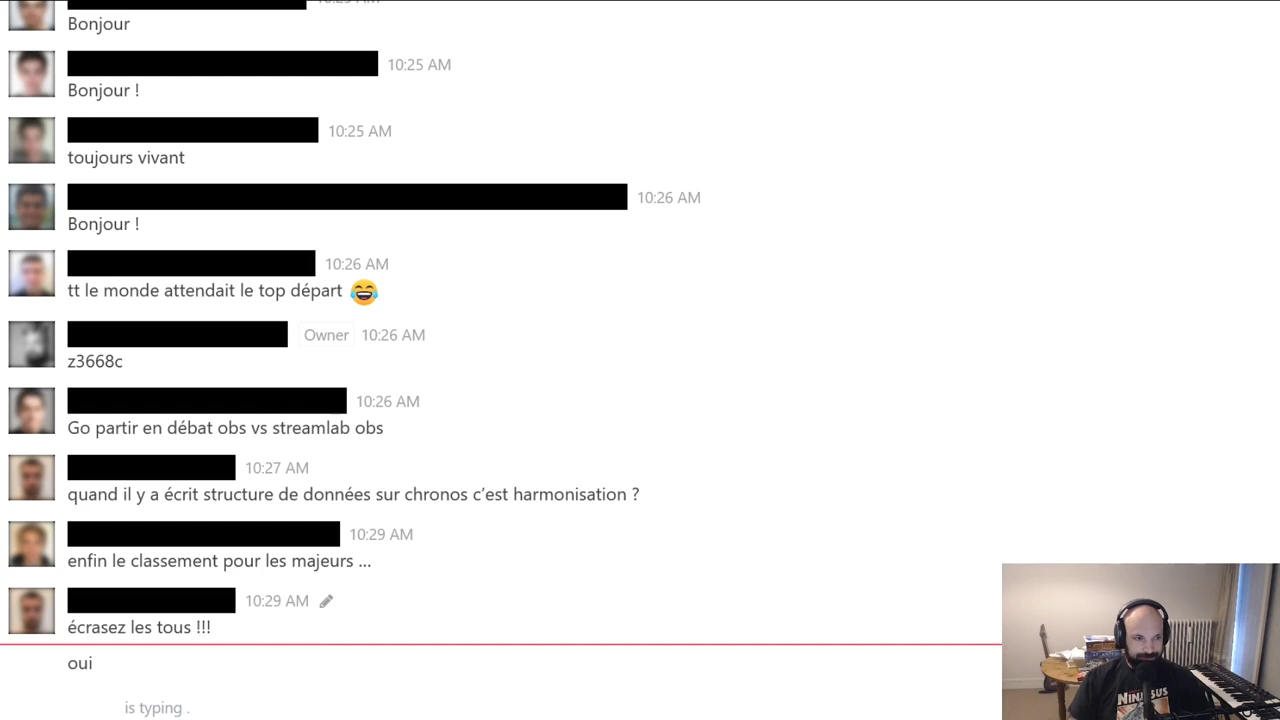 10:25 AM
Bonjour
10:25 AM
Bonjour !
10:25 AM
toujours vivant
10:26 AM
Bonjour !
10:26 AM
tt le monde attendait le top départ 😂
Owner 10:26 AM
z3668c
10:26 AM
Go partir en débat obs vs streamlab obs
10:27 AM
quand il y a écrit structure de données sur chronos c’est harmonisation ?
10:29 AM
enfin le classement pour les majeurs ...
10:29 AM
écrasez les tous !!!
oui
is typing .